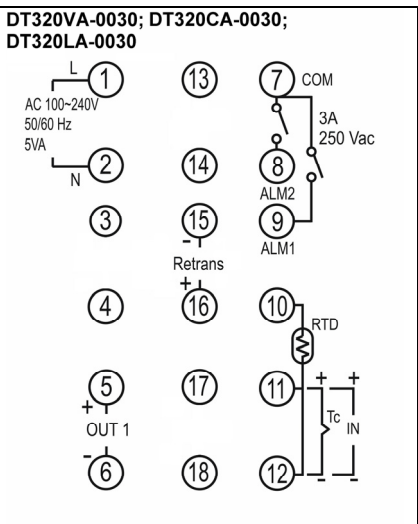 DT320VA-0030; DT320CA-0030;
DT320LA-0030
L
1
13
7
COM
AC 100~240V
50/60 Hz
5VA
3A
250 Vac
N
2
14
8
ALM2
3
15
9
-
ALM1
Retrans
+
4
16
10
RTD
5
17
11
+
+
+
OUT 1
Tc
IN
-
6
18
12
-
-